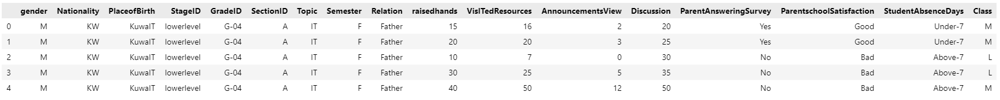 gender Nationality PlaceofBirth StageID GradeID SectionID Topic Semester Relation raisedhands VisITedResources AnnouncementsView Discussion ParentAnsweringSurvey ParentschoolSatisfaction StudentAbsenceDays Class
0 M KW KuwaIT lowerlevel G-04 A IT F Father 15 16 2 20 Yes Good Under-7 M
1 M KW KuwaIT lowerlevel G-04 A IT F Father 20 20 3 25 Yes Good Under-7 M
2 M KW KuwaIT lowerlevel G-04 A IT F Father 10 7 0 30 No Bad Above-7 L
3 M KW KuwaIT lowerlevel G-04 A IT F Father 30 25 5 35 No Bad Above-7 L
4 M KW KuwaIT lowerlevel G-04 A IT F Father 40 50 12 50 No Bad Above-7 M